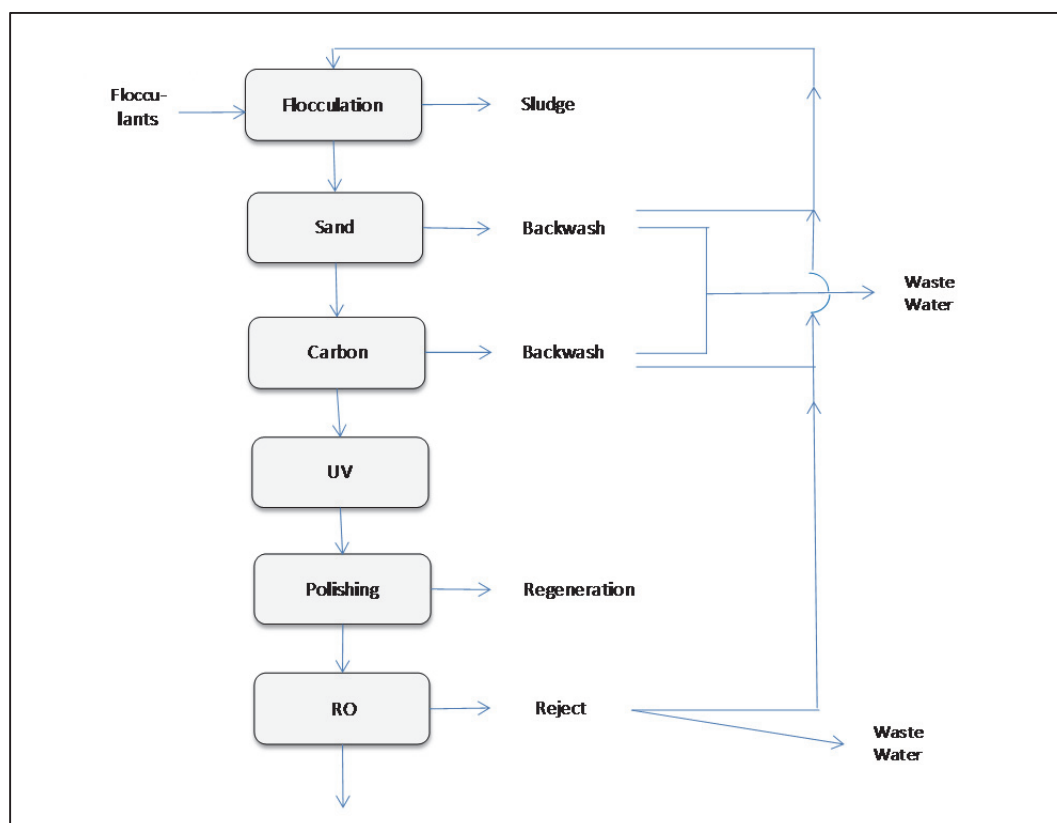 Floccu-
lants
Flocculation
Sludge
Sand
Backwash
Waste
Water
Carbon
Backwash
UV
Polishing
Regeneration
RO
Reject
Waste
Water